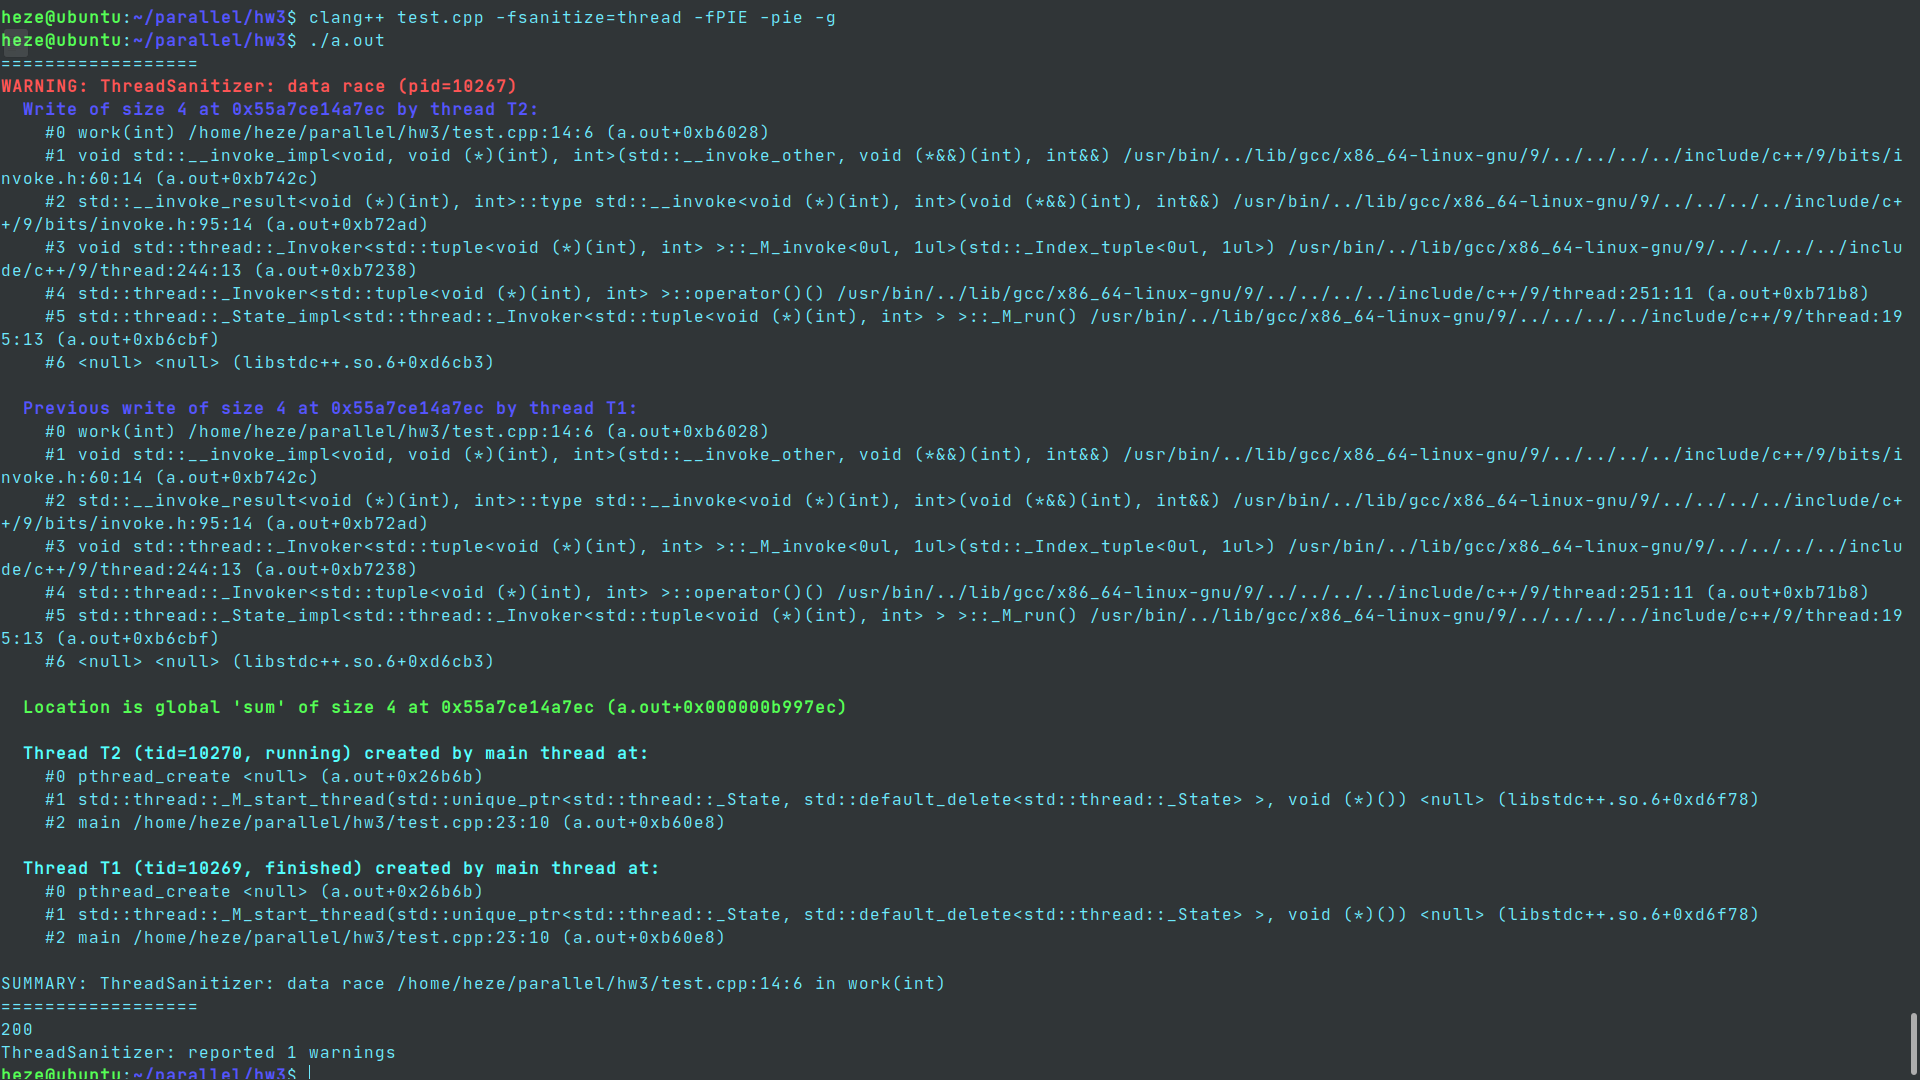 heze@ubuntu:~/parallel/hw3$ clang++ test.cpp -fsanitize=thread -fPIE -pie -g
heze@ubuntu:~/parallel/hw3$ ./a.out
==================
WARNING: ThreadSanitizer: data race (pid=10267)
  Write of size 4 at 0x55a7ce14a7ec by thread T2:
    #0 work(int) /home/heze/parallel/hw3/test.cpp:14:6 (a.out+0xb6028)
    #1 void std::__invoke_impl<void, void (*)(int), int>(std::__invoke_other, void (*&&)(int), int&&) /usr/bin/../lib/gcc/x86_64-linux-gnu/9/../../../../include/c++/9/bits/i
nvoke.h:60:14 (a.out+0xb742c)
    #2 std::__invoke_result<void (*)(int), int>::type std::__invoke<void (*)(int), int>(void (*&&)(int), int&&) /usr/bin/../lib/gcc/x86_64-linux-gnu/9/../../../../include/c+
+/9/bits/invoke.h:95:14 (a.out+0xb72ad)
    #3 void std::thread::_Invoker<std::tuple<void (*)(int), int> >::_M_invoke<0ul, 1ul>(std::_Index_tuple<0ul, 1ul>) /usr/bin/../lib/gcc/x86_64-linux-gnu/9/../../../../inclu
de/c++/9/thread:244:13 (a.out+0xb7238)
    #4 std::thread::_Invoker<std::tuple<void (*)(int), int> >::operator()() /usr/bin/../lib/gcc/x86_64-linux-gnu/9/../../../../include/c++/9/thread:251:11 (a.out+0xb71b8)
    #5 std::thread::_State_impl<std::thread::_Invoker<std::tuple<void (*)(int), int> > >::_M_run() /usr/bin/../lib/gcc/x86_64-linux-gnu/9/../../../../include/c++/9/thread:19
5:13 (a.out+0xb6cbf)
    #6 <null> <null> (libstdc++.so.6+0xd6cb3)

  Previous write of size 4 at 0x55a7ce14a7ec by thread T1:
    #0 work(int) /home/heze/parallel/hw3/test.cpp:14:6 (a.out+0xb6028)
    #1 void std::__invoke_impl<void, void (*)(int), int>(std::__invoke_other, void (*&&)(int), int&&) /usr/bin/../lib/gcc/x86_64-linux-gnu/9/../../../../include/c++/9/bits/i
nvoke.h:60:14 (a.out+0xb742c)
    #2 std::__invoke_result<void (*)(int), int>::type std::__invoke<void (*)(int), int>(void (*&&)(int), int&&) /usr/bin/../lib/gcc/x86_64-linux-gnu/9/../../../../include/c+
+/9/bits/invoke.h:95:14 (a.out+0xb72ad)
    #3 void std::thread::_Invoker<std::tuple<void (*)(int), int> >::_M_invoke<0ul, 1ul>(std::_Index_tuple<0ul, 1ul>) /usr/bin/../lib/gcc/x86_64-linux-gnu/9/../../../../inclu
de/c++/9/thread:244:13 (a.out+0xb7238)
    #4 std::thread::_Invoker<std::tuple<void (*)(int), int> >::operator()() /usr/bin/../lib/gcc/x86_64-linux-gnu/9/../../../../include/c++/9/thread:251:11 (a.out+0xb71b8)
    #5 std::thread::_State_impl<std::thread::_Invoker<std::tuple<void (*)(int), int> > >::_M_run() /usr/bin/../lib/gcc/x86_64-linux-gnu/9/../../../../include/c++/9/thread:19
5:13 (a.out+0xb6cbf)
    #6 <null> <null> (libstdc++.so.6+0xd6cb3)

  Location is global 'sum' of size 4 at 0x55a7ce14a7ec (a.out+0x000000b997ec)

  Thread T2 (tid=10270, running) created by main thread at:
    #0 pthread_create <null> (a.out+0x26b6b)
    #1 std::thread::_M_start_thread(std::unique_ptr<std::thread::_State, std::default_delete<std::thread::_State> >, void (*)()) <null> (libstdc++.so.6+0xd6f78)
    #2 main /home/heze/parallel/hw3/test.cpp:23:10 (a.out+0xb60e8)

  Thread T1 (tid=10269, finished) created by main thread at:
    #0 pthread_create <null> (a.out+0x26b6b)
    #1 std::thread::_M_start_thread(std::unique_ptr<std::thread::_State, std::default_delete<std::thread::_State> >, void (*)()) <null> (libstdc++.so.6+0xd6f78)
    #2 main /home/heze/parallel/hw3/test.cpp:23:10 (a.out+0xb60e8)

SUMMARY: ThreadSanitizer: data race /home/heze/parallel/hw3/test.cpp:14:6 in work(int)
==================
200
ThreadSanitizer: reported 1 warnings
heze@ubuntu:~/parallel/hw3$